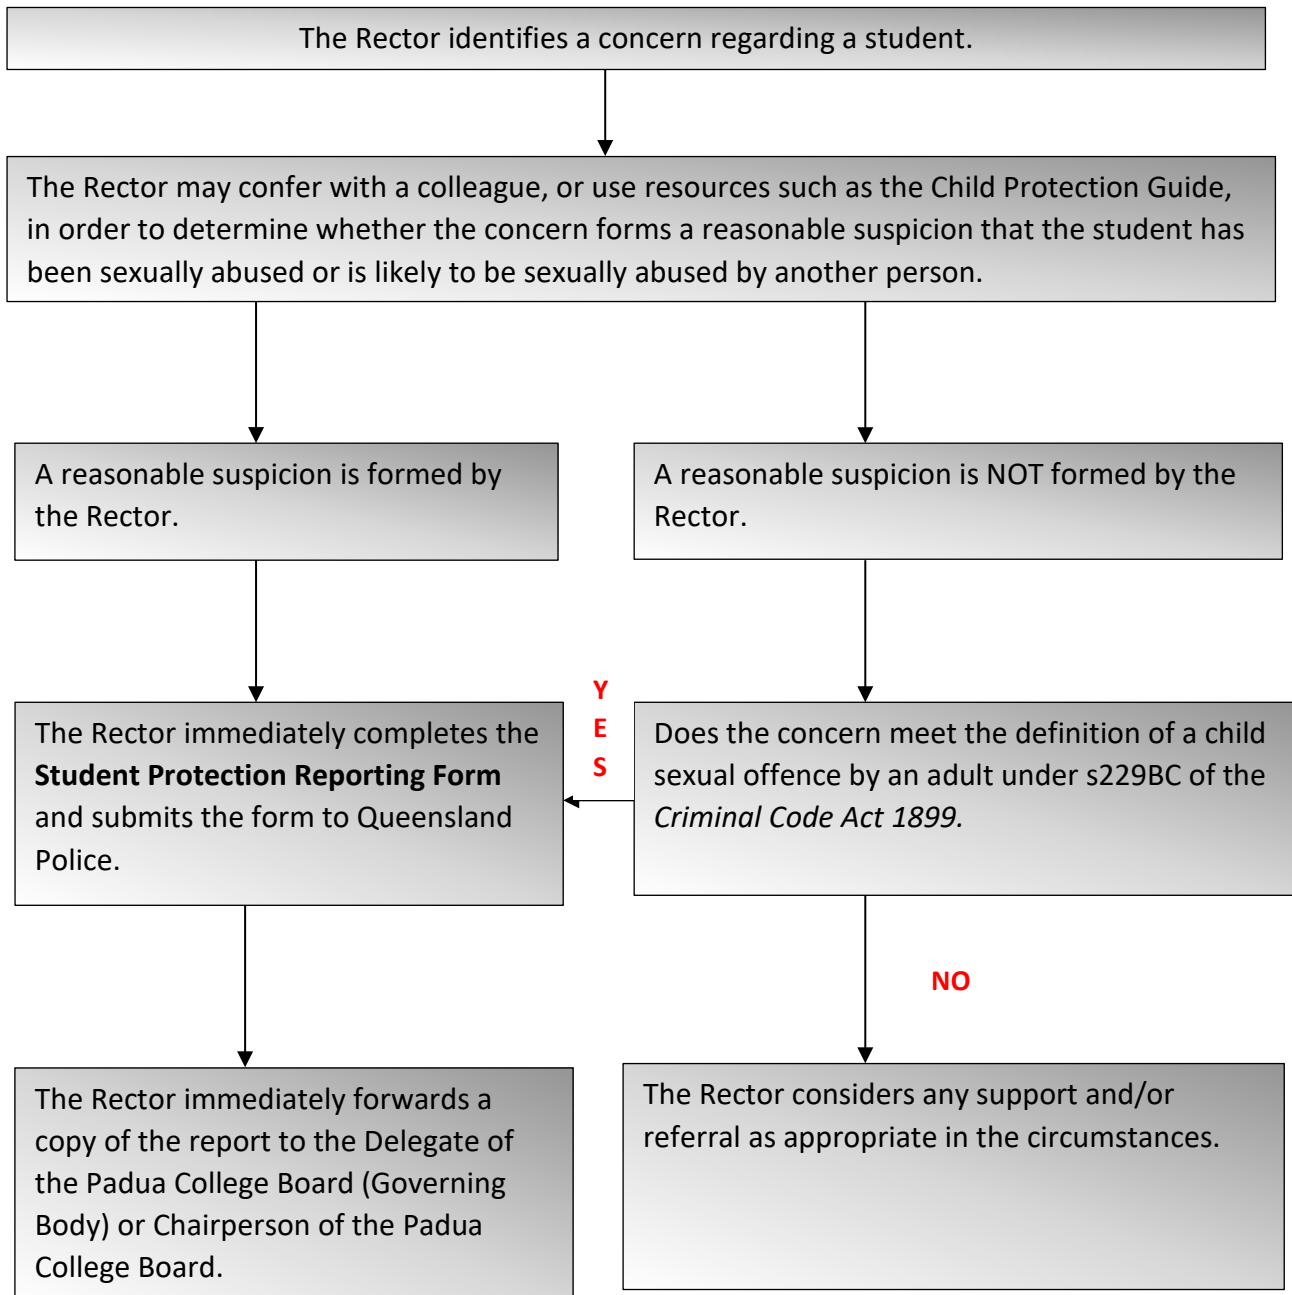 The Rector identifies a concern regarding a student.
The Rector may confer with a colleague, or use resources such as the Child Protection Guide,
in order to determine whether the concern forms a reasonable suspicion that the student has
been sexually abused or is likely to be sexually abused by another person.
A reasonable suspicion is formed by
the Rector.
A reasonable suspicion is NOT formed by the
Rector.
The Rector immediately completes the
Student Protection Reporting Form
and submits the form to Queensland
Police.
Y
E
S
Does the concern meet the definition of a child
sexual offence by an adult under s229BC of the
Criminal Code Act 1899.
NO
The Rector immediately forwards a
copy of the report to the Delegate of
the Padua College Board (Governing
Body) or Chairperson of the Padua
College Board.
The Rector considers any support and/or
referral as appropriate in the circumstances.